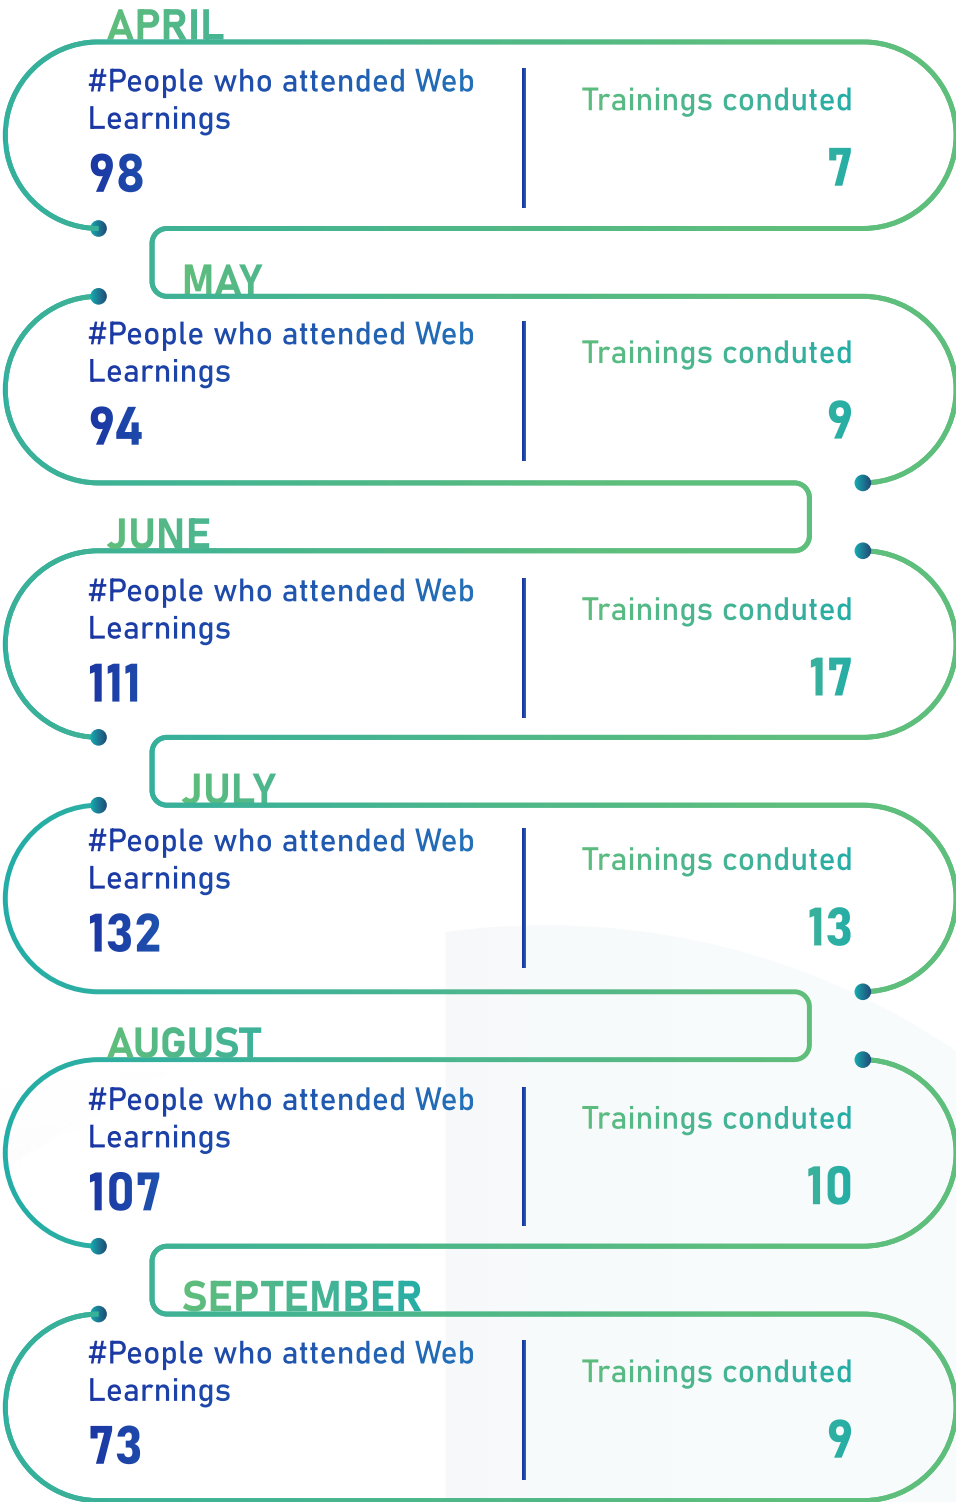 APRIL
#People who attended Web
Learnings
98
Trainings conduted
7
MAY
#People who attended Web
Learnings
94
Trainings conduted
9
JUNE
#People who attended Web
Learnings
111
Trainings conduted
17
JULY
#People who attended Web
Learnings
132
Trainings conduted
13
AUGUST
#People who attended Web
Learnings
107
Trainings conduted
10
SEPTEMBER
#People who attended Web
Learnings
73
Trainings conduted
9